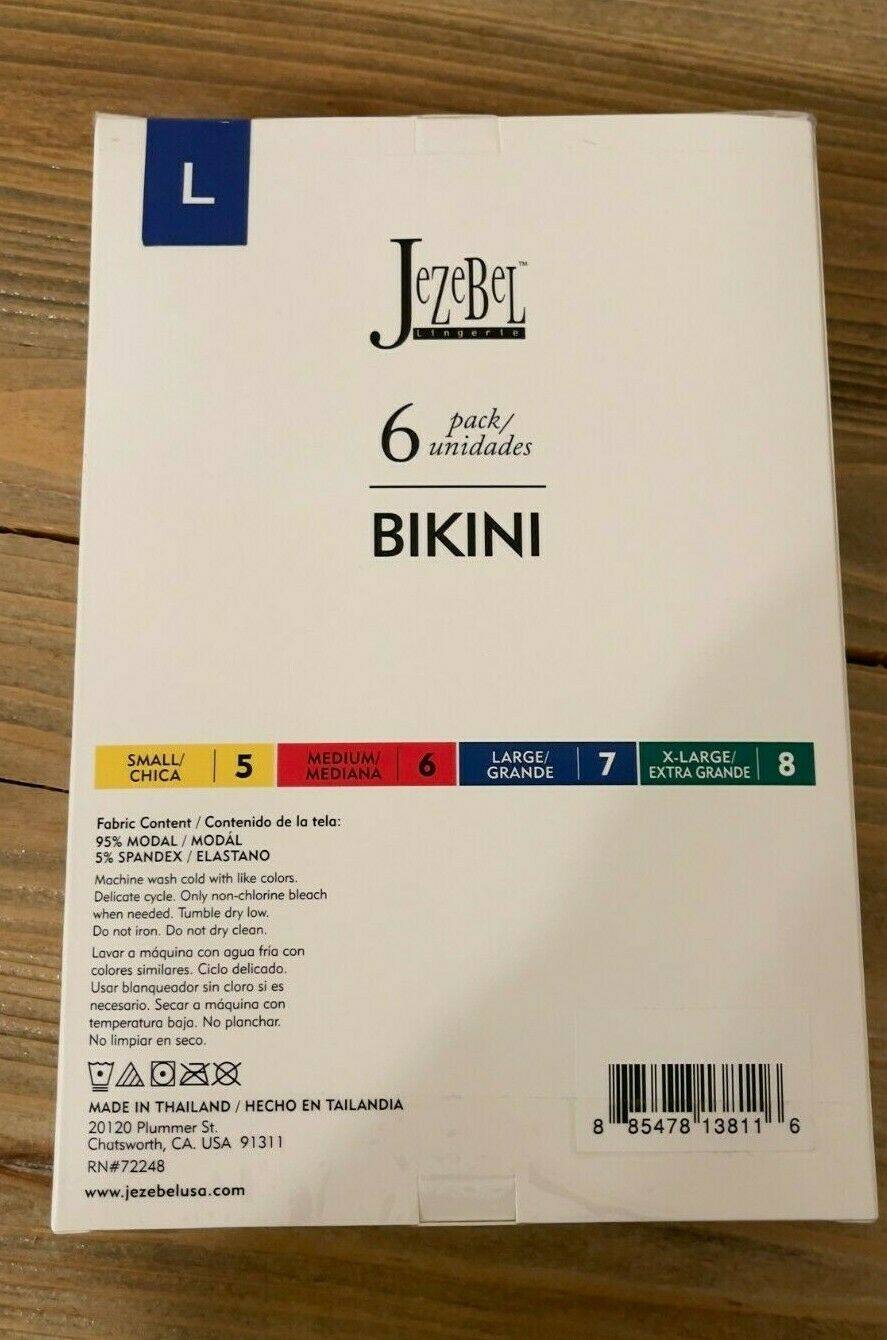 L
JezeBel™
Lingerie
6 pack/
unidades
BIKINI
SMALL/
CHICA
5
MEDIUM/
MEDIANA
6
LARGE/
GRANDE
7
X-LARGE/
EXTRA GRANDE
8
Fabric Content / Contenido de la tela:
95% MODAL / MODÁL
5% SPANDEX / ELASTANO
Machine wash cold with like colors.
Delicate cycle. Only non-chlorine bleach
when needed. Tumble dry low.
Do not iron. Do not dry clean.
Lavar a máquina con agua fría con
colores similares. Ciclo delicado.
Usar blanqueador sin cloro si es
necesario. Secar a máquina con
temperatura baja. No planchar.
No limpiar en seco.
MADE IN THAILAND / HECHO EN TAILANDIA
20120 Plummer St.
Chatsworth, CA. USA 91311
RN#72248
www.jezebelusa.com
8 85478 13811 6